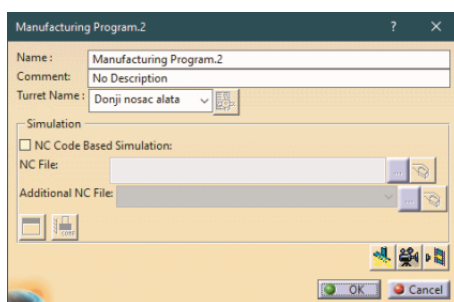 Manufacturing Program.2 ? ×
Name : Manufacturing Program.2
Comment: No Description
Turret Name : Donji nosac alata
Simulation
NC Code Based Simulation:
NC File: ...
Additional NC File: ...
OK Cancel